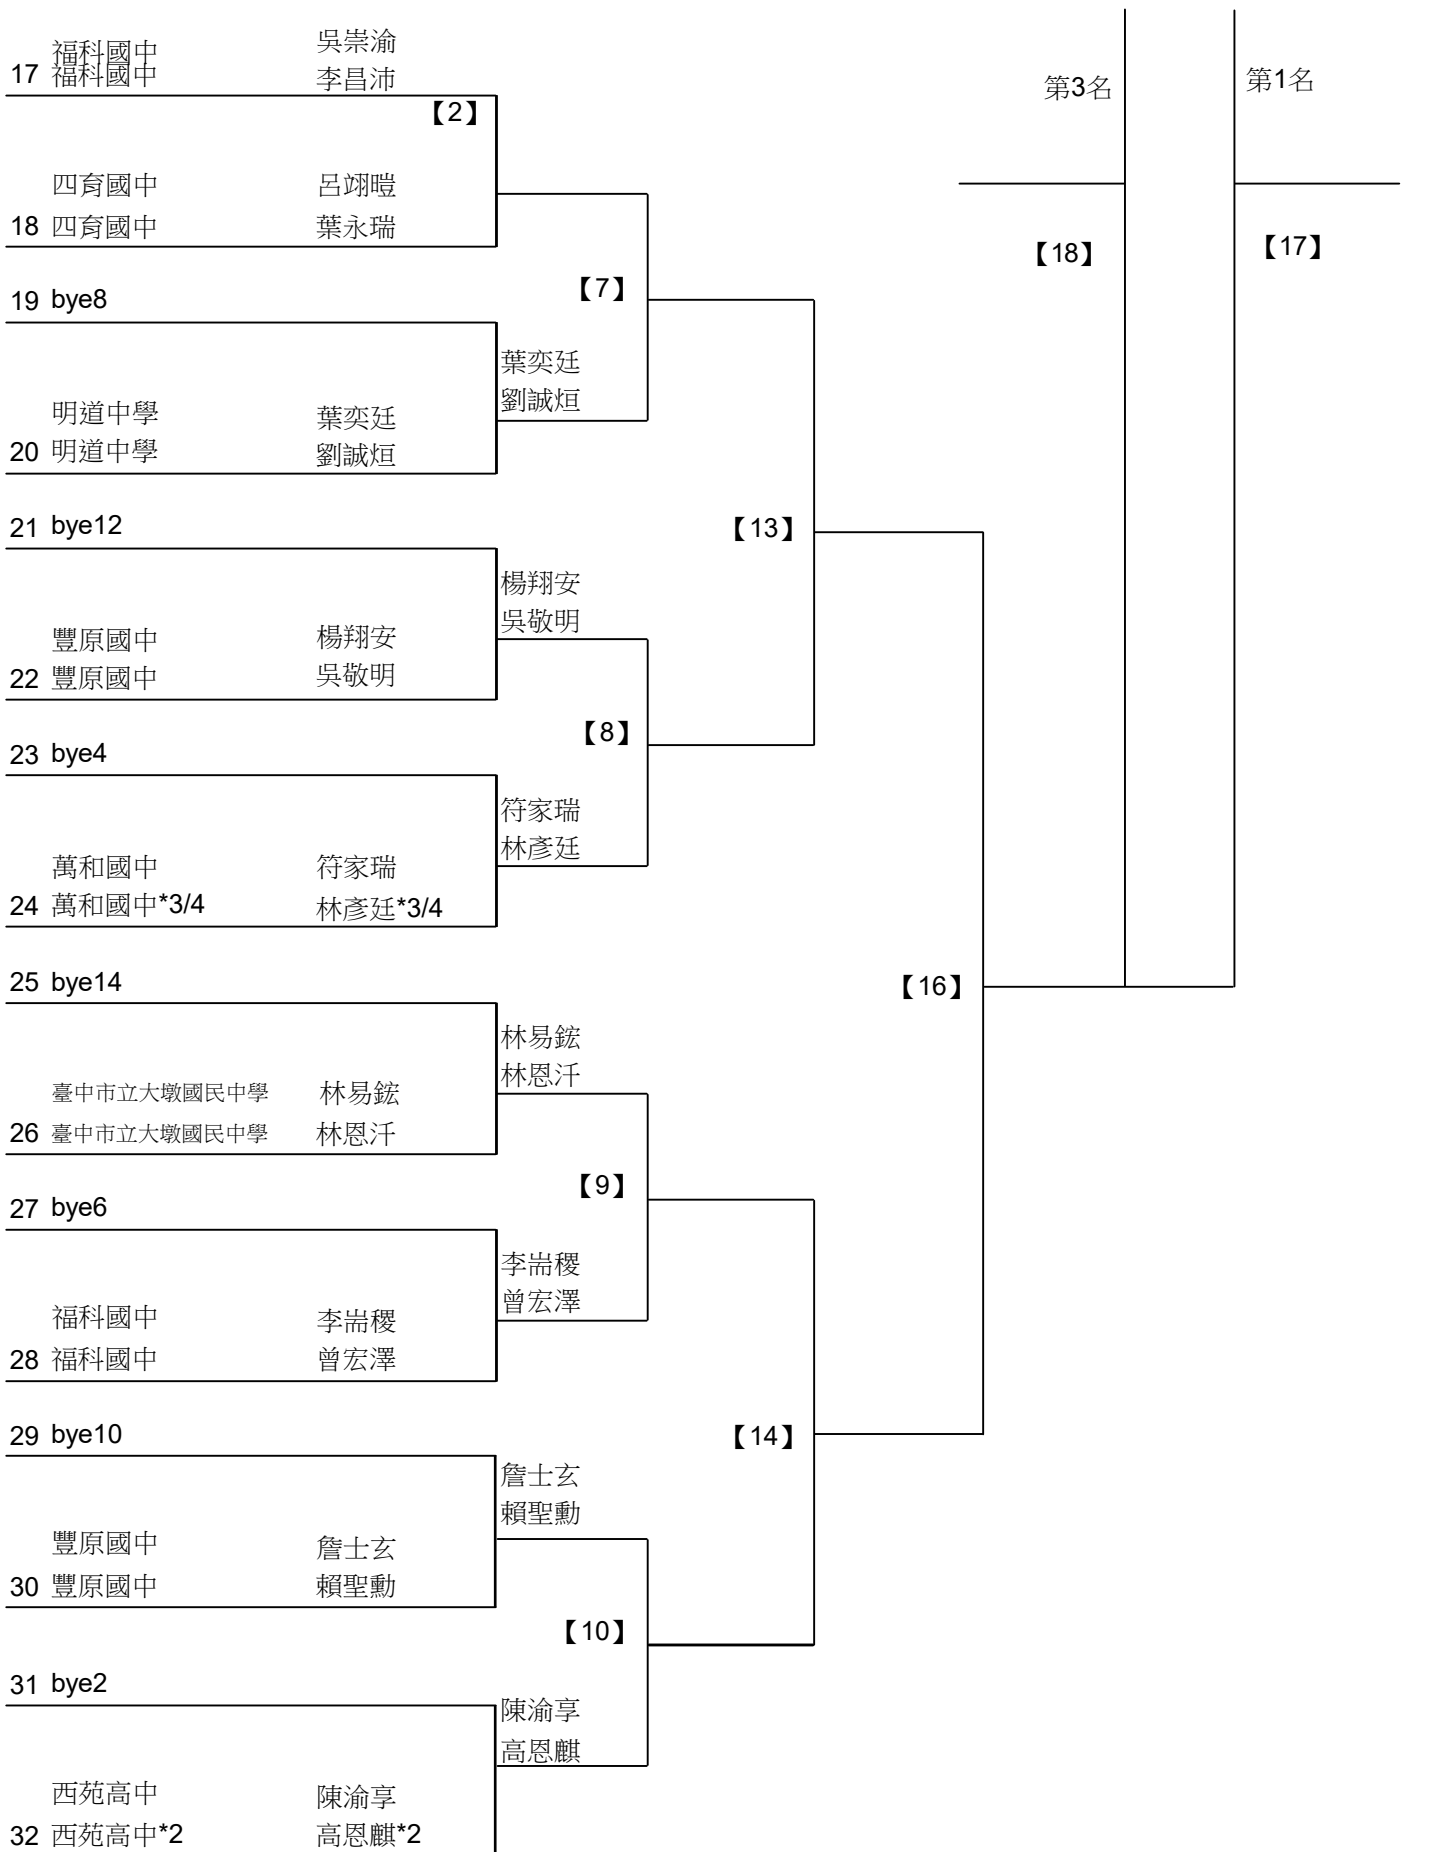 福科國中 吳崇渝
17 福科國中 李昌沛
第3名 第1名
【2】
四育國中 呂翊暟
18 四育國中 葉永瑞
【18】 【17】
19 bye8 【7】
葉奕廷
劉誠烜
明道中學 葉奕廷
20 明道中學 劉誠烜
21 bye12 【13】
楊翔安
吳敬明
豐原國中 楊翔安
22 豐原國中 吳敬明
【8】
23 bye4
符家瑞
林彥廷
萬和國中 符家瑞
24 萬和國中*3/4 林彥廷*3/4
25 bye14 【16】
林易鋐
林恩汘
臺中市立大墩國民中學 林易鋐
26 臺中市立大墩國民中學 林恩汘
【9】
27 bye6
李耑稷
曾宏澤
福科國中 李耑稷
28 福科國中 曾宏澤
29 bye10 【14】
詹士玄
賴聖勳
豐原國中 詹士玄
30 豐原國中 賴聖勳
【10】
31 bye2
陳渝享
高恩麒
西苑高中 陳渝享
32 西苑高中*2 高恩麒*2